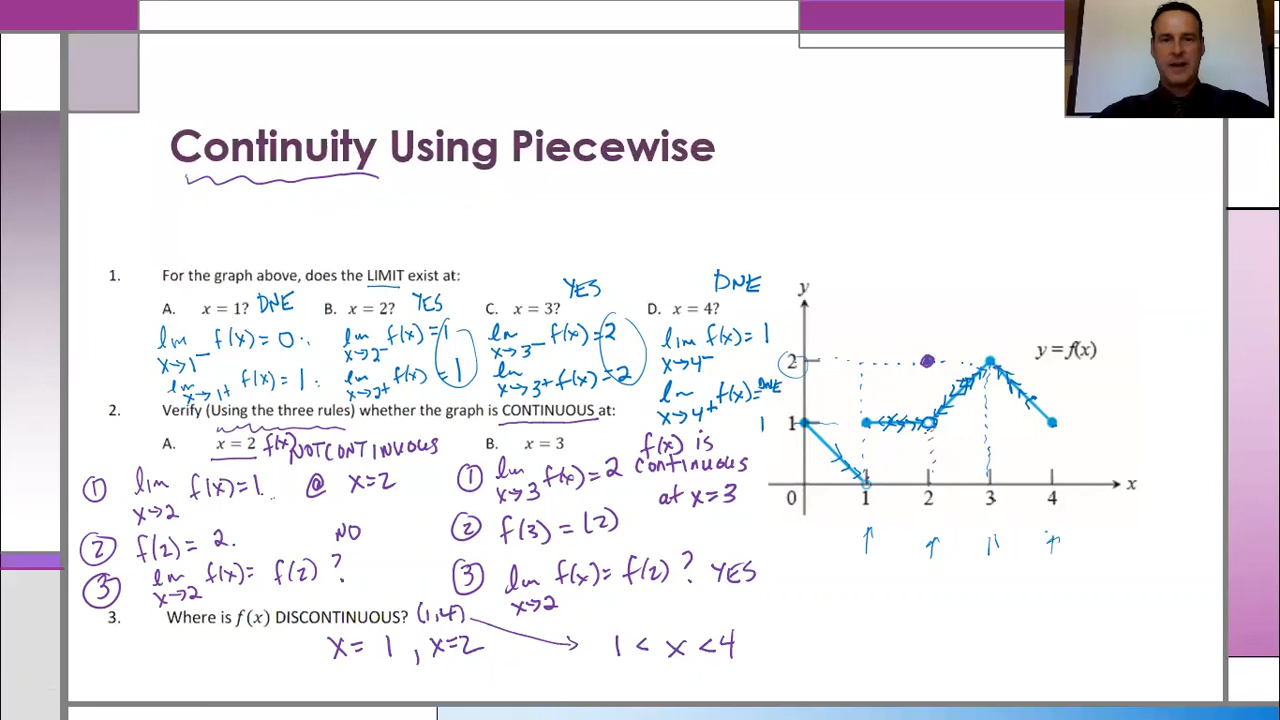 Continuity Using Piecewise
1. For the graph above, does the LIMIT exist at:
A. x = 1? DNE B. x = 2? YES C. x = 3? YES D. x = 4? DNE
lim x→1⁻ f(x) = 0 lim x→2⁻ f(x) = 1 lim x→3⁻ f(x) = 2 lim x→4⁻ f(x) = 1
lim x→1⁺ f(x) = 1 lim x→2⁺ f(x) = 1 lim x→3⁺ f(x) = 2 lim x→4⁺ f(x) = DNE
2. Verify (Using the three rules) whether the graph is CONTINUOUS at:
A. x = 2 f(x) NOT CONTINUOUS @ x=2
① lim x→2 f(x) = 1.
② f(2) = 2.
③ lim x→2 f(x) = f(2) ? NO
B. x = 3 f(x) is continuous at x=3
① lim x→3 f(x) = 2
② f(3) = (2)
③ lim x→2 f(x) = f(2) ? YES
3. Where is f(x) DISCONTINUOUS? (1,4)
x = 1, x=2 1 < x < 4
y
y = f(x)
2
1 1
0 1 2 3 4 x